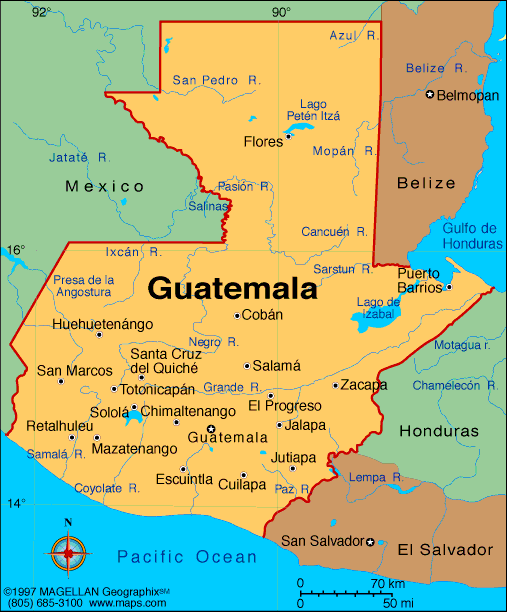 92°
90°
Azul R.
San Pedro R.
Belize R.
Belmopan
Lago
Petén Itzá
Flores
Mopán R.
Jataté R.
Mexico
Pasión R.
Salinas
Belize
Cancuén R.
Gulfo de
Honduras
16°
Ixcán R.
Sarstun R.
Presa de la
Angostura
Guatemala
Puerto
Barrios
Lago de
Izabal
Cobán
Huehuetenángo
Negro R.
Motagua r.
Santa Cruz
del Quiché
Salamá
San Marcos
Totonicapán
Grande R.
Zacapa
Chamelecón R.
El Progreso
Sololá
Chimaltenango
Retalhuleu
Guatemala
Jalapa
Honduras
Mazatenango
Samalá R.
Jutiapa
Escuintla
Cuilapa
Paz R.
Lempa R.
Coyolate R.
14°
N
San Salvador
El Salvador
Pacific Ocean
0 70 km
0 50 mi
©1997 MAGELLAN Geographix℠
(805) 685-3100 www.maps.com